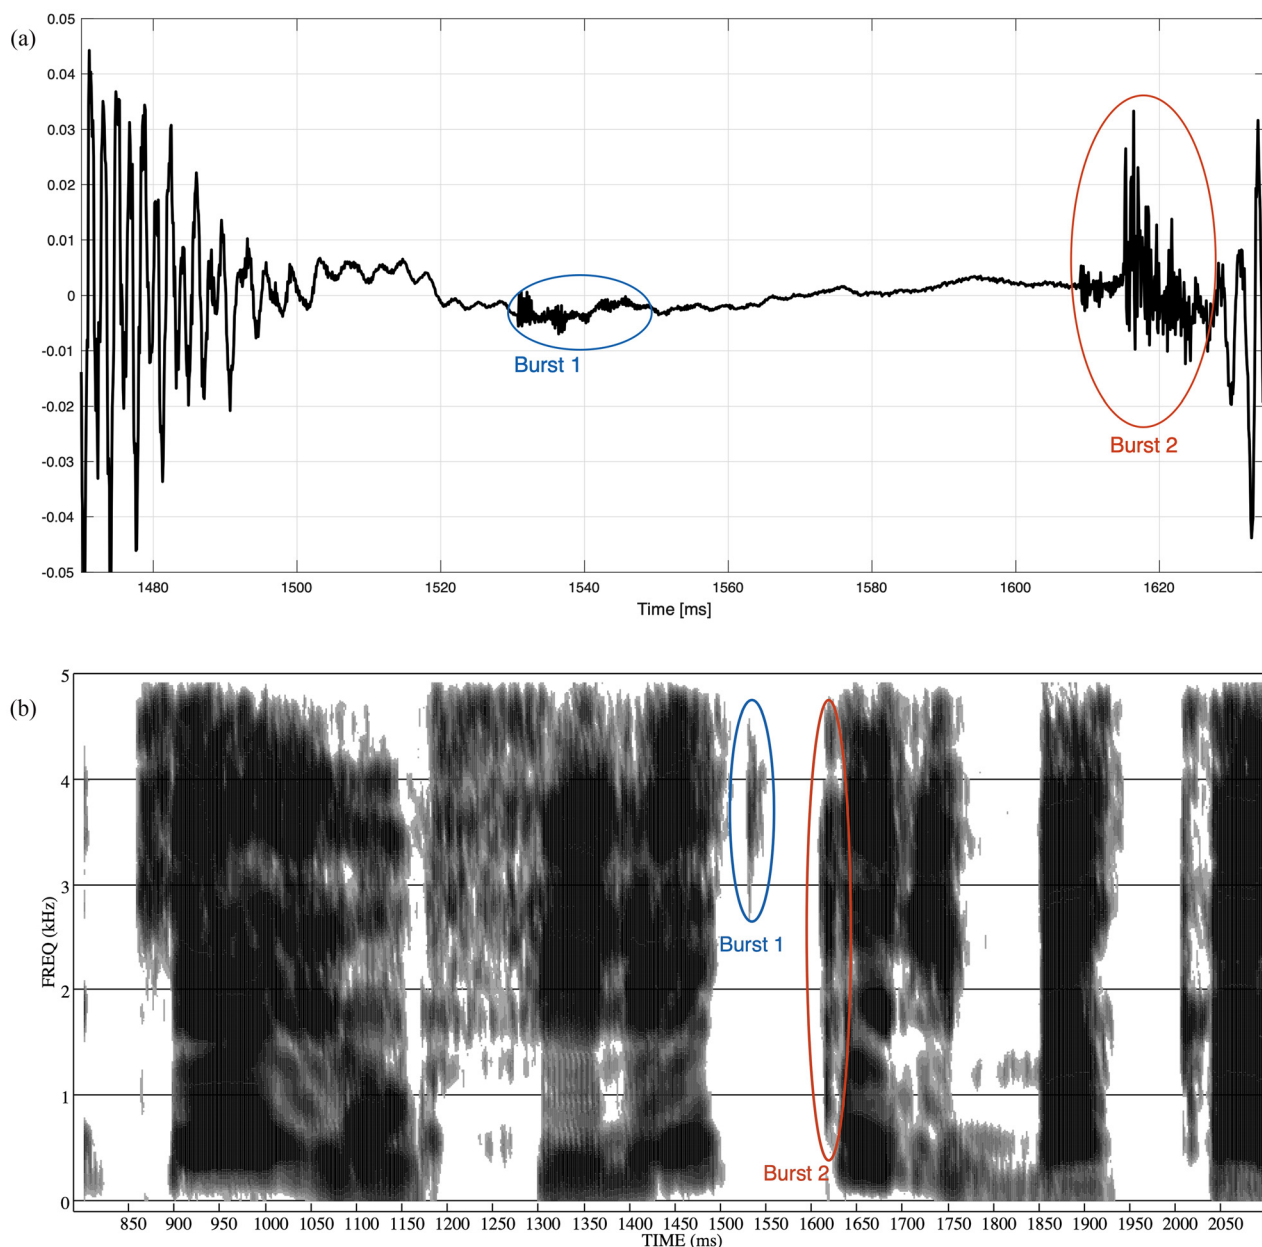 (a)
0.05
0.04
0.03
0.02
0.01
0
-0.01
-0.02
-0.03
-0.04
-0.05
Burst 1
Burst 2
1480 1500 1520 1540 1560 1580 1600 1620
Time [ms]
(b)
5
4
3
2
1
0
FREQ (kHz)
Burst 1
Burst 2
850 900 950 1000 1050 1100 1150 1200 1250 1300 1350 1400 1450 1500 1550 1600 1650 1700 1750 1800 1850 1900 1950 2000 2050
TIME (ms)